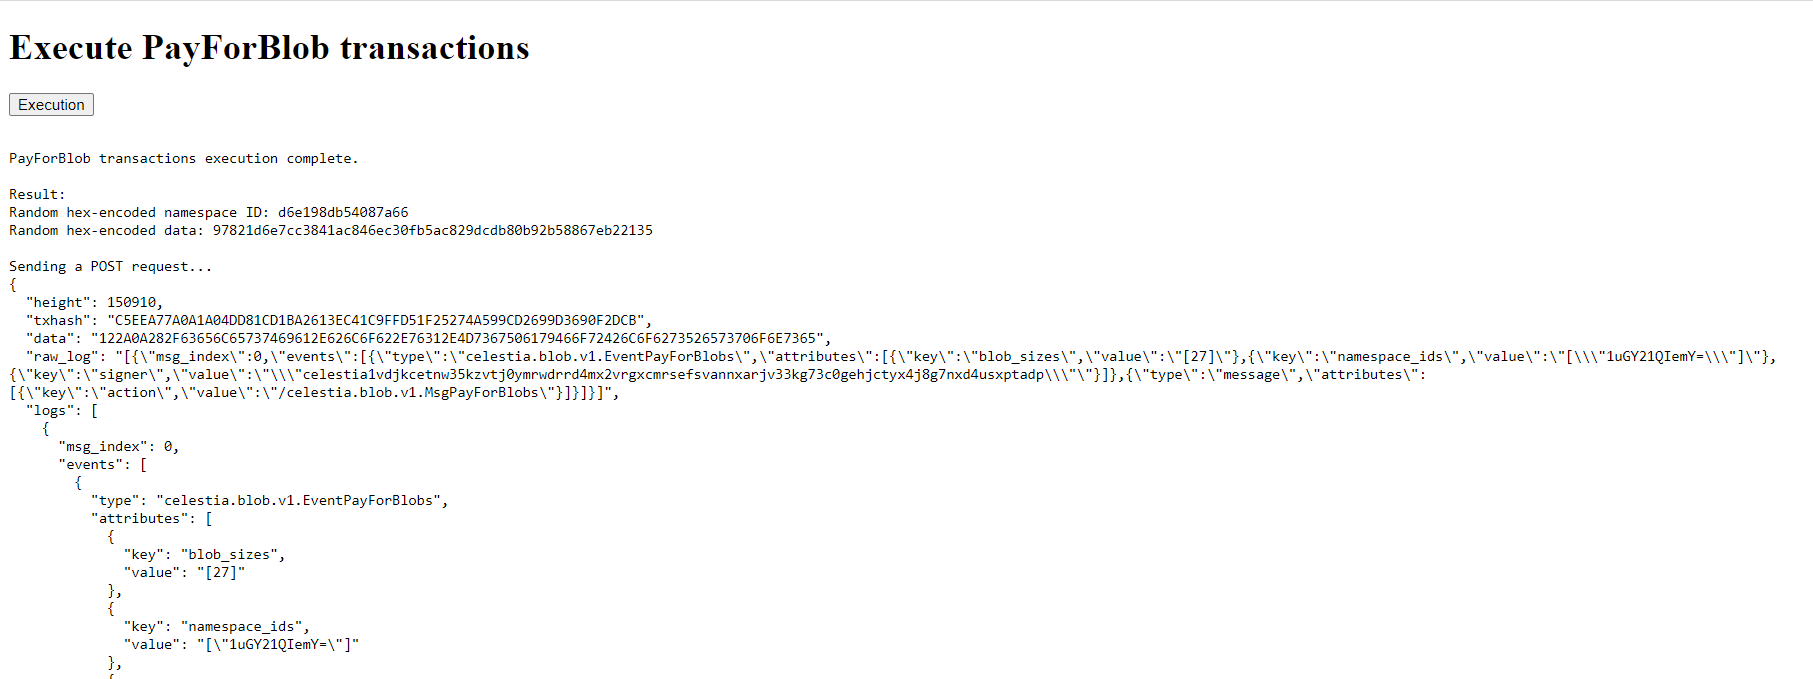 Execute PayForBlob transactions
Execution
PayForBlob transactions execution complete.
Result:
Random hex-encoded namespace ID: d6e198db54087a66
Random hex-encoded data: 97821d6e7cc3841ac846ec30fb5ac829dcdb80b92b58867eb22135
Sending a POST request...
{
  "height": 150910,
  "txhash": "C5EEA77A0A1A04DD81CD1BA2613EC41C9FFD51F25274A599CD2699D3690F2DCB",
  "data": "122A0A282F63656C65737469612E626C6F622E76312E4D7367506179466F72426C6F6273526573706F6E7365",
  "raw_log": "[{\"msg_index\":0,\"events\":[{\"type\":\"celestia.blob.v1.EventPayForBlobs\",\"attributes\":[{\"key\":\"blob_sizes\",\"value\":\"[27]\"},{\"key\":\"namespace_ids\",\"value\":\"[\\\"1uGY21QIemY=\\\"]\"},
{\"key\":\"signer\",\"value\":\"\\\"celestia1vdjkcetnw35kzvtj0ymrwdrrd4mx2vrgxcmrsefsvannxarjv33kg73c0gehjctyx4j8g7nxd4usxptadp\\\"\"}]},{\"type\":\"message\",\"attributes\":
[{\"key\":\"action\",\"value\":\"/celestia.blob.v1.MsgPayForBlobs\"}]}]}]",
  "logs": [
    {
      "msg_index": 0,
      "events": [
        {
          "type": "celestia.blob.v1.EventPayForBlobs",
          "attributes": [
            {
              "key": "blob_sizes",
              "value": "[27]"
            },
            {
              "key": "namespace_ids",
              "value": "[\"1uGY21QIemY=\"]"
            },
            {